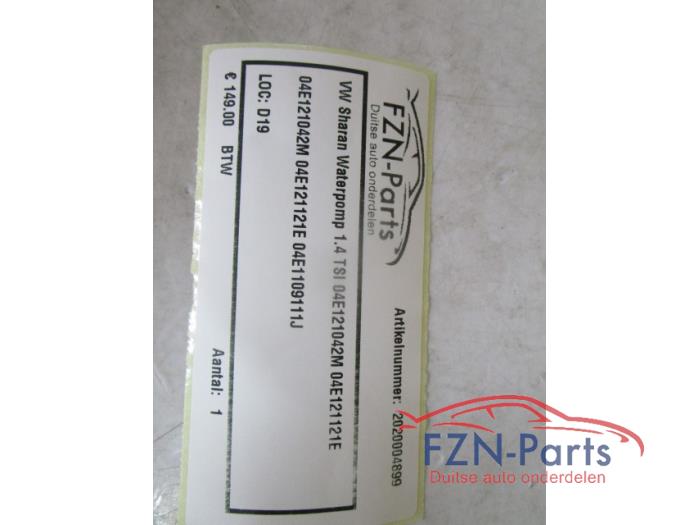 FZN-Parts
Duitse auto onderdelen
Artikelnummer: 2020004899
VW Sharan Waterpomp 1.4 TSI 04E121042M 04E121121E
04E121042M 04E121121E 04E1109111J
LOC: D19
€ 149.00 BTW
Aantal: 1
FZN-Parts
Duitse auto onderdelen